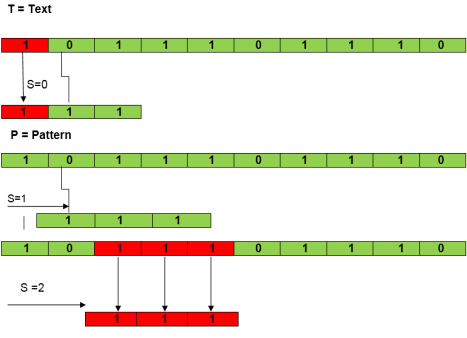 T = Text
1 0 1 1 1 0 1 1 1 0
S=0
1 1 1
P = Pattern
1 0 1 1 1 0 1 1 1 0
S=1
1 1 1
1 0 1 1 1 0 1 1 1 0
S =2
1 1 1